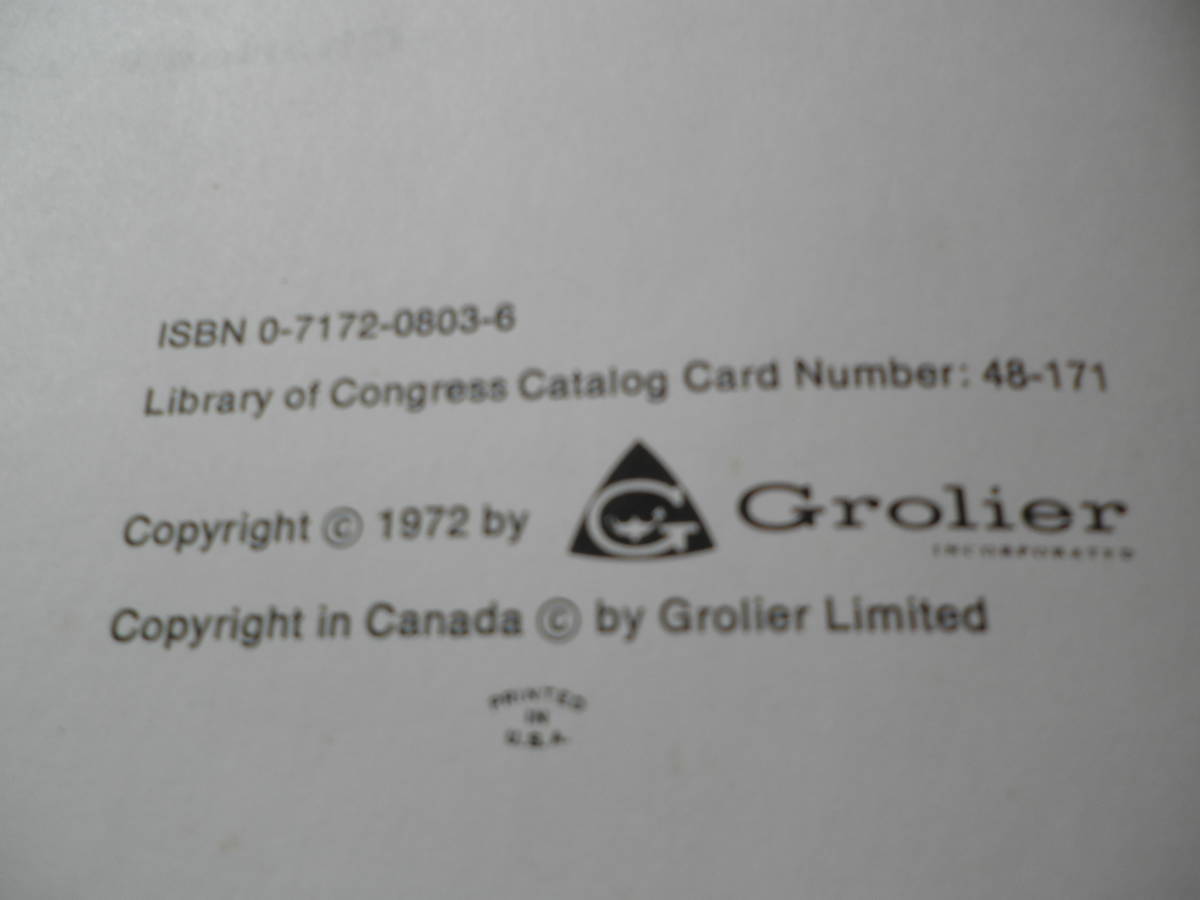 ISBN 0-7172-0803-6
Library of Congress Catalog Card Number: 48-171
Copyright © 1972 by G Grolier
INCORPORATED
Copyright in Canada © by Grolier Limited
PRINTED
IN
U.S.A.